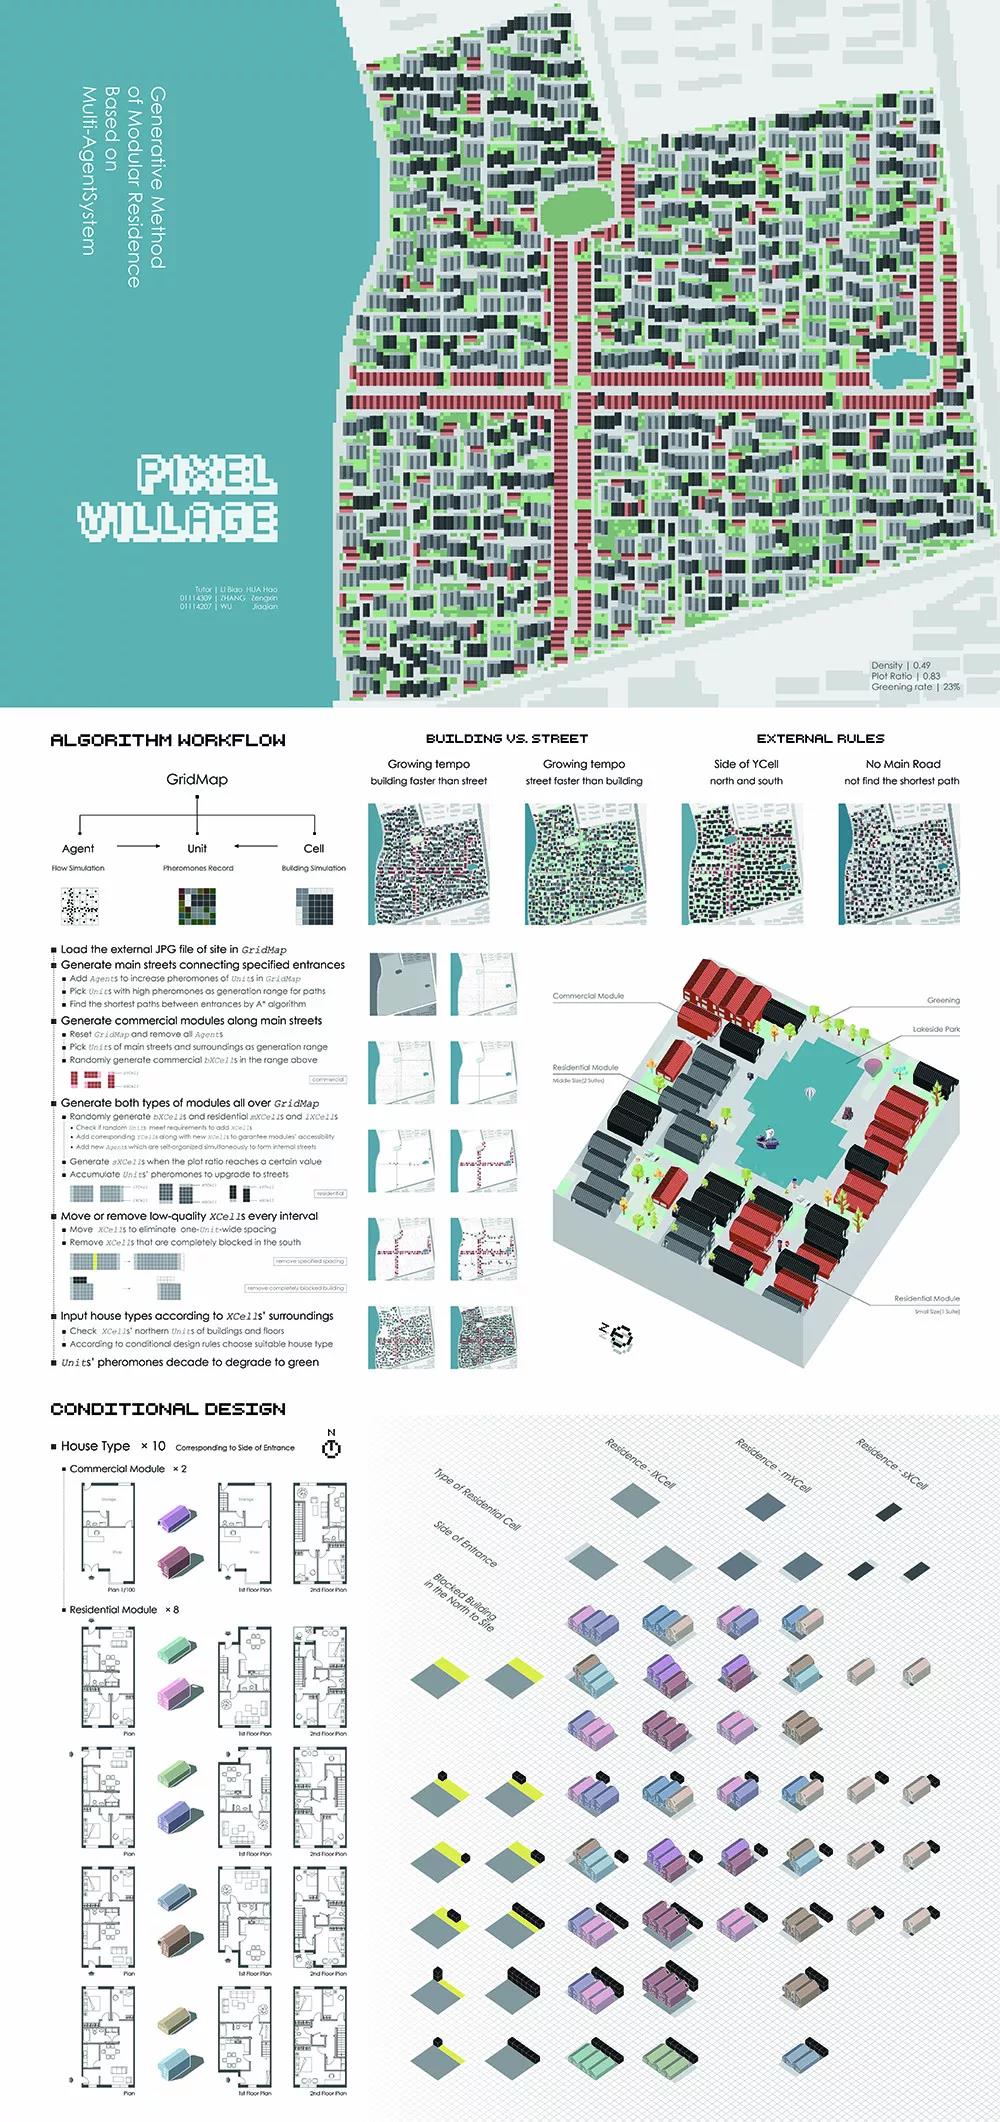 Generative Method
of Modular Residence
Based on
Multi-AgentSystem
PIXEL
VILLAGE
Tutor | LI Biao HUA Hao
01114309 | ZHANG Zengxin
01114207 | WU Jiaqian
Density | 0.49
Plot Ratio | 0.83
Greening rate | 23%
ALGORITHM WORKFLOW
GridMap
Agent
Unit
Cell
Flow Simulation
Pheromones Record
Building Simulation
Load the external JPG file of site in GridMap
Generate main streets connecting specified entrances
Add Agents to increase pheromones of Units in GridMap
Pick Units with high pheromones as generation range for paths
Find the shortest paths between entrances by A* algorithm
Generate commercial modules along main streets
Reset GridMap and remove all Agents
Pick Units of main streets and surroundings as generation range
Randomly generate commercial bXCells in the range above
commercial
Generate both types of modules all over GridMap
Randomly generate bXCells and residential mXCells and lXCells
Check if random Units meet requirements to add XCells
Add corresponding YCells along with new XCells to garantee modules' accessibility
Add new Agents which are self-organized simultaneously to form internal streets
Generate sXCells when the plot ratio reaches a certain value
Accumulate Units' pheromones to upgrade to streets
residential
Move or remove low-quality XCells every interval
Move XCells to eliminate one-Unit-wide spacing
Remove XCells that are completely blocked in the south
remove specified spacing
remove completely blocked building
Input house types according to XCells' surroundings
Check XCells' northern Units of buildings and floors
According to conditional design rules choose suitable house type
Units' pheromones decade to degrade to green
BUILDING VS. STREET
Growing tempo
building faster than street
Growing tempo
street faster than building
EXTERNAL RULES
Side of YCell
north and south
No Main Road
not find the shortest path
Commercial Module
Greening
Lakeside Park
Residential Module
Middle Size(2 Suites)
Residential Module
Small Size(1 Suite)
N
CONDITIONAL DESIGN
House Type × 10 Corresponding to Side of Entrance
N
Commercial Module × 2
Storage
Shop
Plan 1/100
Storage
Shop
1st Floor Plan
2nd Floor Plan
Residential Module × 8
Plan
1st Floor Plan
2nd Floor Plan
Plan
1st Floor Plan
2nd Floor Plan
Plan
1st Floor Plan
2nd Floor Plan
Plan
1st Floor Plan
2nd Floor Plan
Type of Residential Cell
Residence - lXCell
Residence - mXCell
Residence - sXCell
Side of Entrance
Blocked Building
in the North to Site